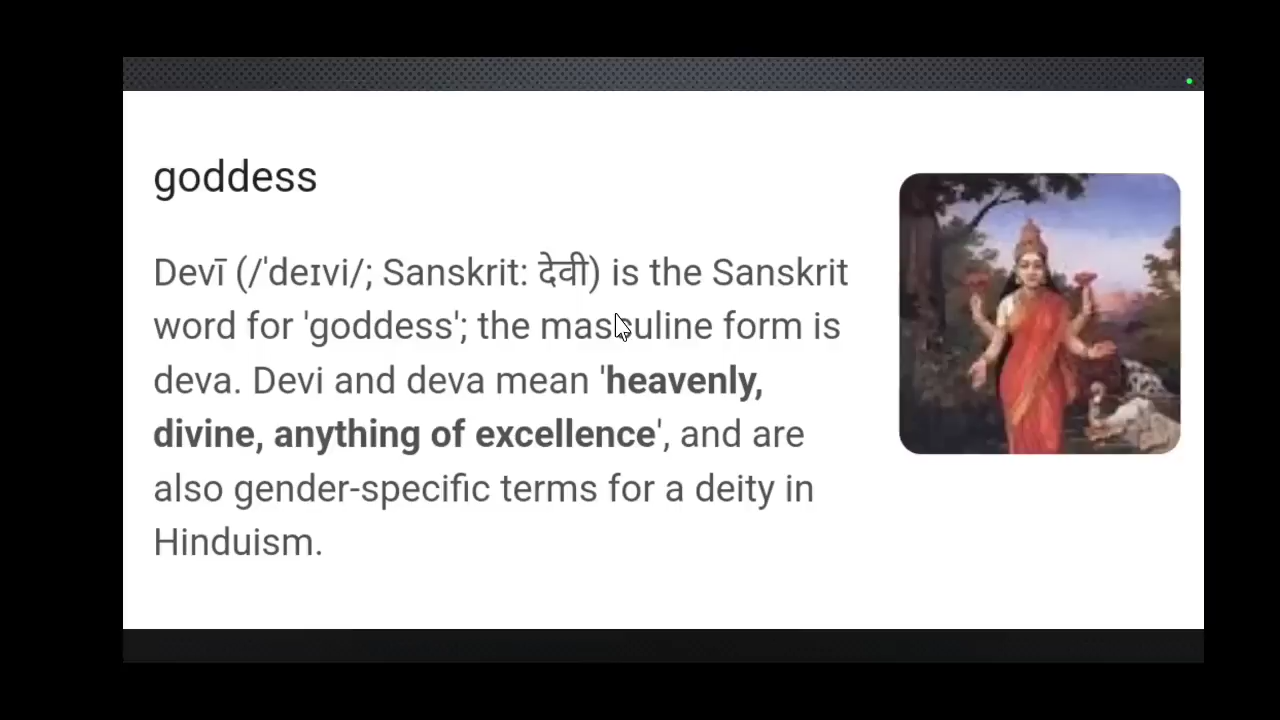 goddess
Devī (/ˈdeɪvi/; Sanskrit: देवी) is the Sanskrit
word for 'goddess'; the masculine form is
deva. Devi and deva mean 'heavenly,
divine, anything of excellence', and are
also gender-specific terms for a deity in
Hinduism.